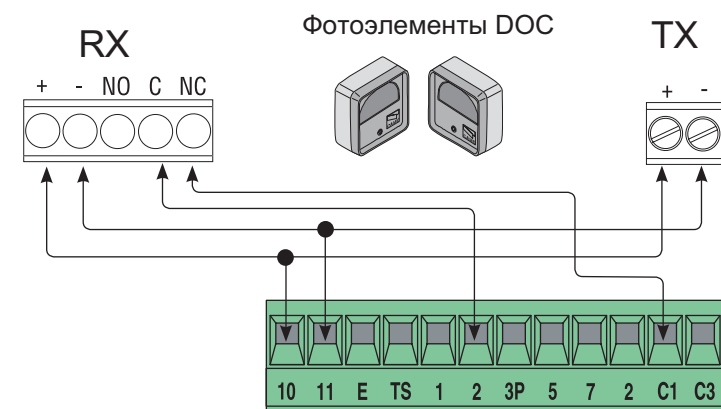 Фотоэлементы DOC
RX
TX
+ - NO C NC
+ -
10 11 E TS 1 2 3P 5 7 2 C1 C3